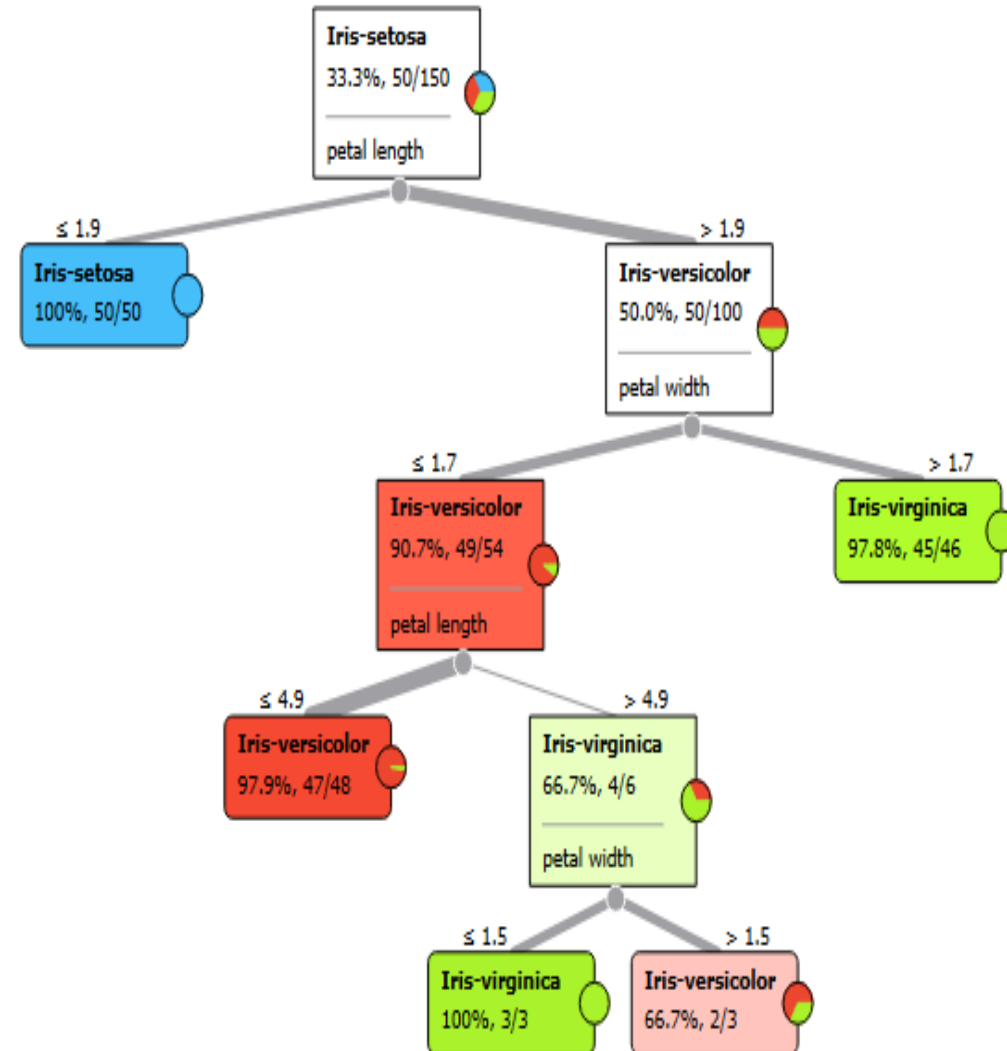 Iris-setosa
33.3%, 50/150
petal length
≤ 1.9
> 1.9
Iris-setosa
100%, 50/50
Iris-versicolor
50.0%, 50/100
petal width
≤ 1.7
> 1.7
Iris-versicolor
90.7%, 49/54
petal length
Iris-virginica
97.8%, 45/46
≤ 4.9
> 4.9
Iris-versicolor
97.9%, 47/48
Iris-virginica
66.7%, 4/6
petal width
≤ 1.5
> 1.5
Iris-virginica
100%, 3/3
Iris-versicolor
66.7%, 2/3